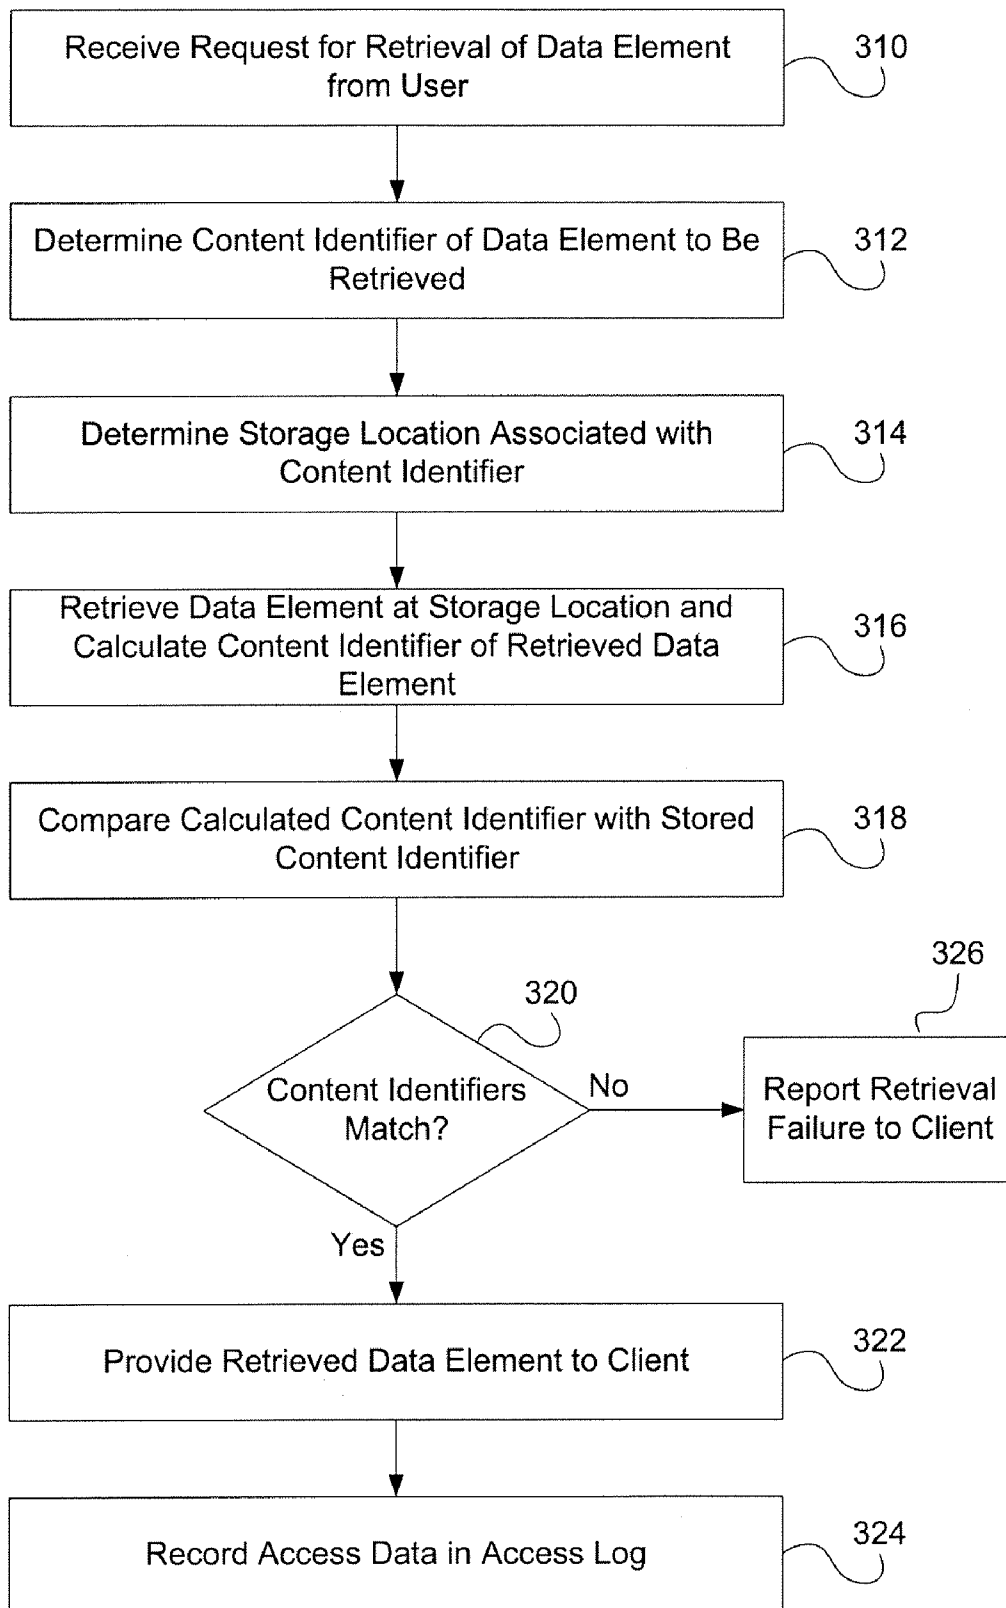 Receive Request for Retrieval of Data Element
from User
310
Determine Content Identifier of Data Element to Be
Retrieved
312
Determine Storage Location Associated with
Content Identifier
314
Retrieve Data Element at Storage Location and
Calculate Content Identifier of Retrieved Data
Element
316
Compare Calculated Content Identifier with Stored
Content Identifier
318
320
Content Identifiers
Match?
No
326
Report Retrieval
Failure to Client
Yes
Provide Retrieved Data Element to Client
322
Record Access Data in Access Log
324